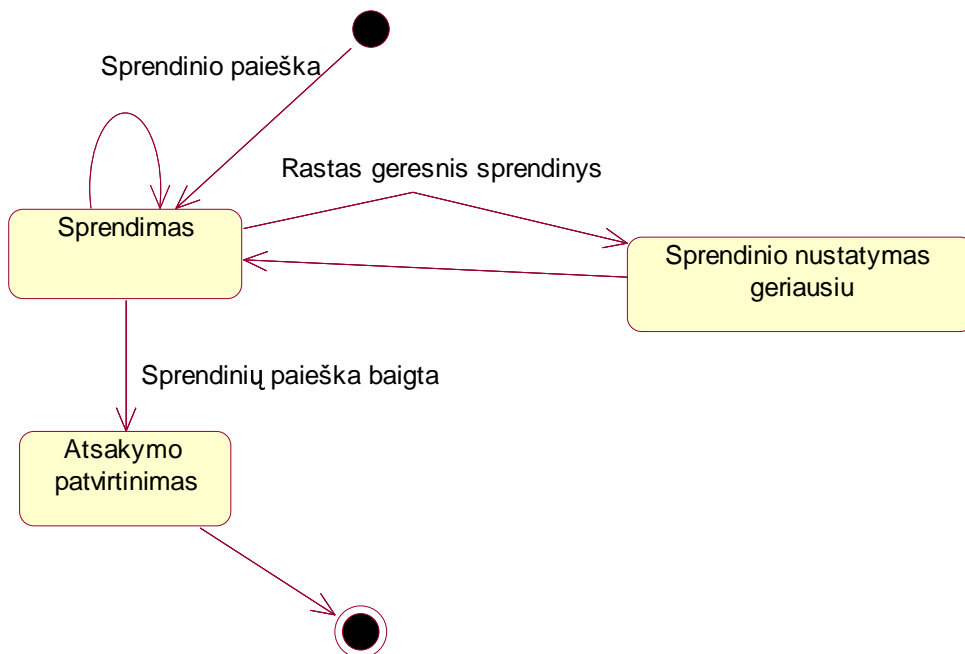 Sprendinio paieška
Rastas geresnis sprendinys
Sprendimas
Sprendinio nustatymas
geriausiu
Sprendinių paieška baigta
Atsakymo
patvirtinimas